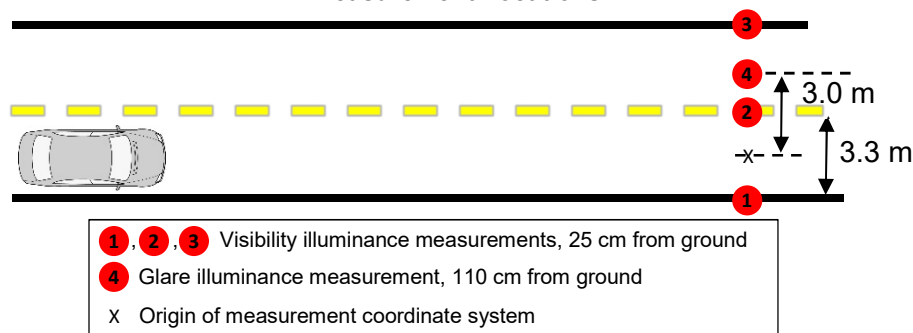 3
4
3.0 m
2
x
3.3 m
1
1, 2, 3 Visibility illuminance measurements, 25 cm from ground
4 Glare illuminance measurement, 110 cm from ground
x Origin of measurement coordinate system